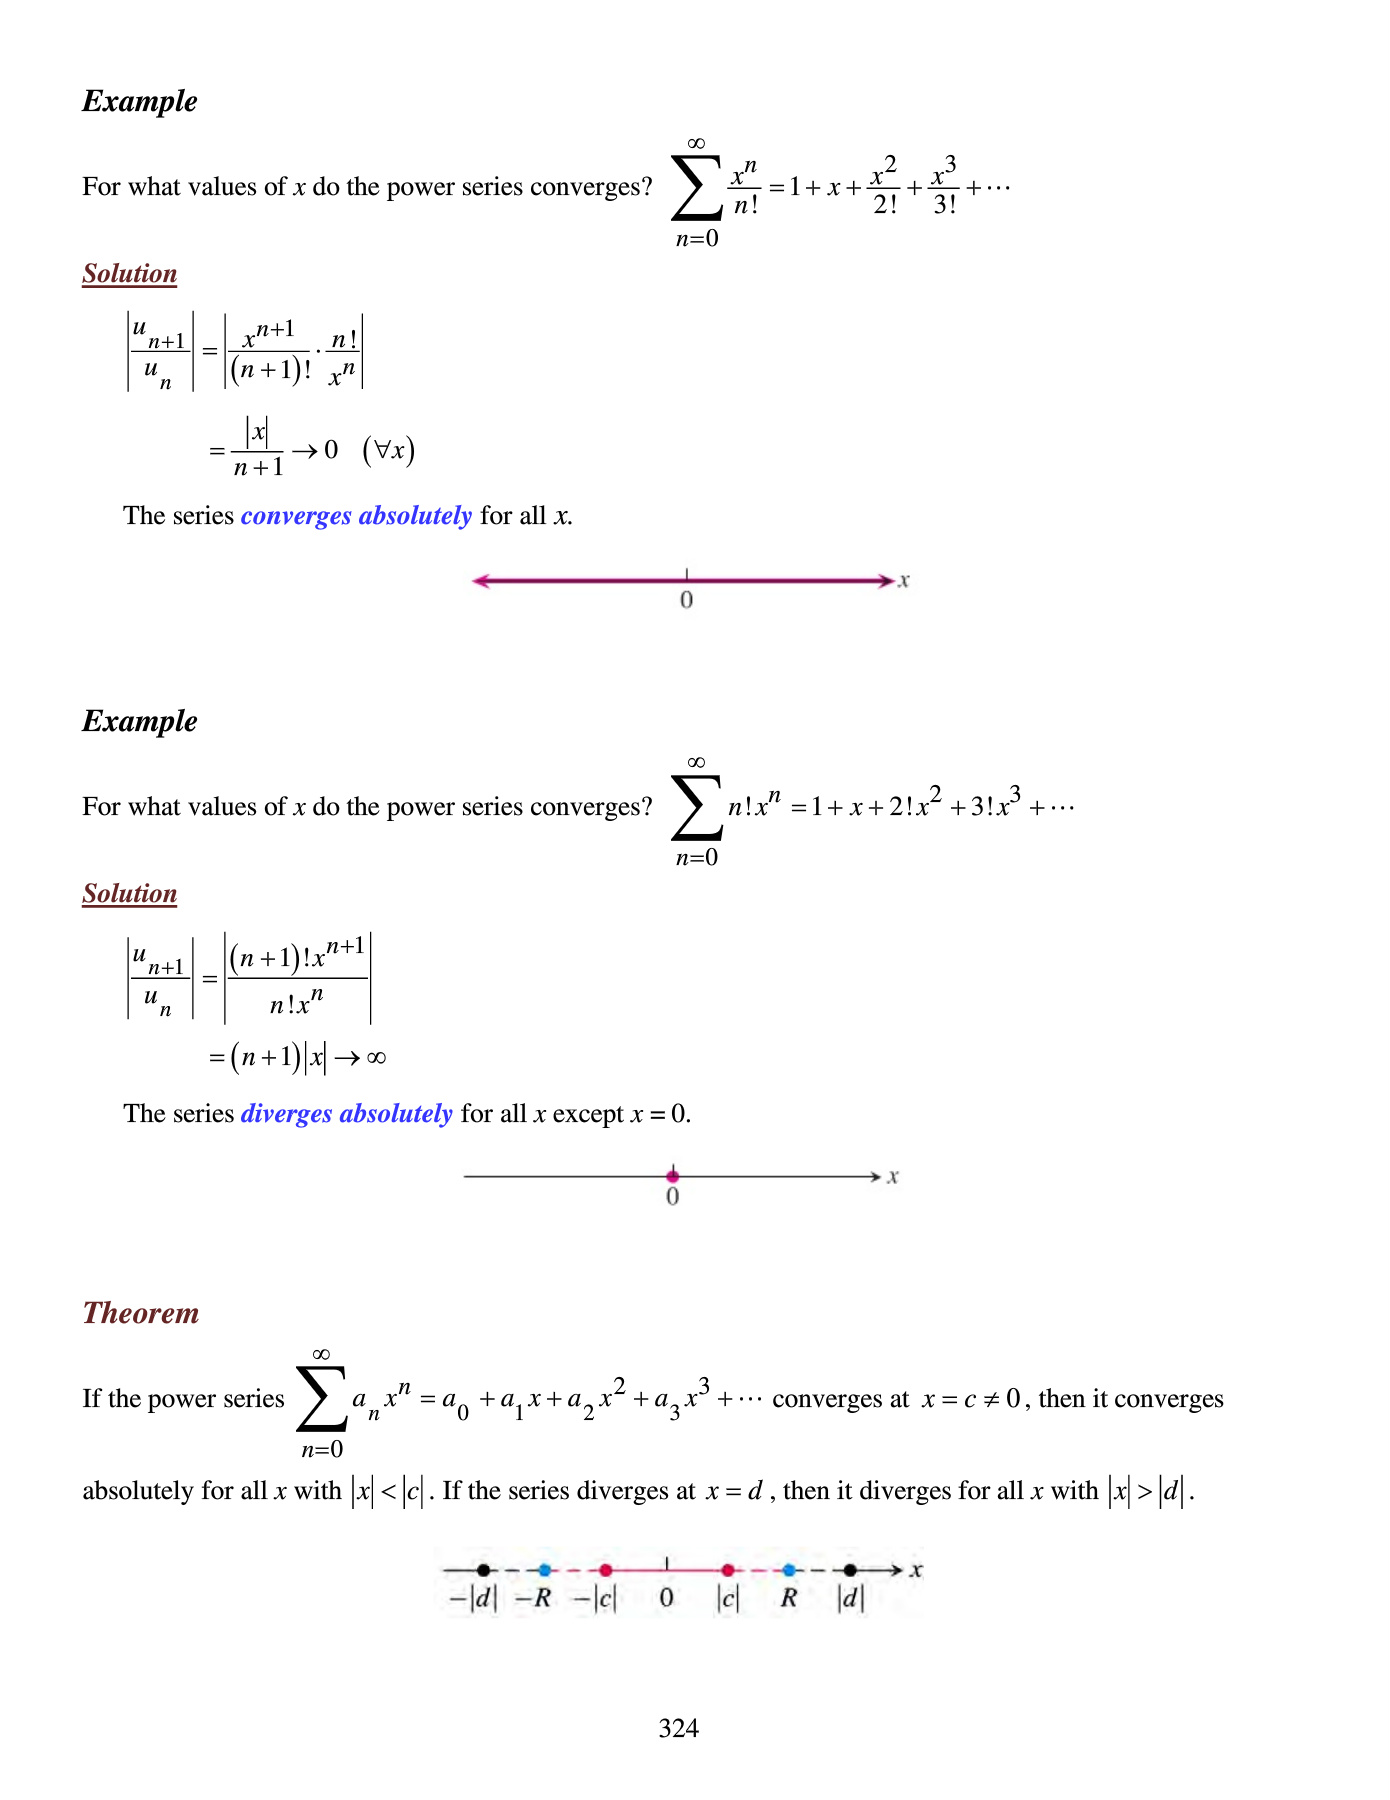 Example
For what values of x do the power series converges? \sum_{n=0}^{\infty} \frac{x^n}{n!} = 1 + x + \frac{x^2}{2!} + \frac{x^3}{3!} + \cdots
Solution
\left|\frac{u_{n+1}}{u_n}\right| = \left|\frac{x^{n+1}}{(n+1)!} \cdot \frac{n!}{x^n}\right|
= \frac{|x|}{n+1} \to 0 \quad (\forall x)
The series converges absolutely for all x.
x
0
Example
For what values of x do the power series converges? \sum_{n=0}^{\infty} n! x^n = 1 + x + 2! x^2 + 3! x^3 + \cdots
Solution
\left|\frac{u_{n+1}}{u_n}\right| = \left|\frac{(n+1)! x^{n+1}}{n! x^n}\right|
= (n+1)|x| \to \infty
The series diverges absolutely for all x except x = 0.
x
0
Theorem
If the power series \sum_{n=0}^{\infty} a_n x^n = a_0 + a_1 x + a_2 x^2 + a_3 x^3 + \cdots converges at x = c ≠ 0, then it converges
absolutely for all x with |x| < |c|. If the series diverges at x = d, then it diverges for all x with |x| > |d|.
x
−|d| −R −|c| 0 |c| R |d|
324